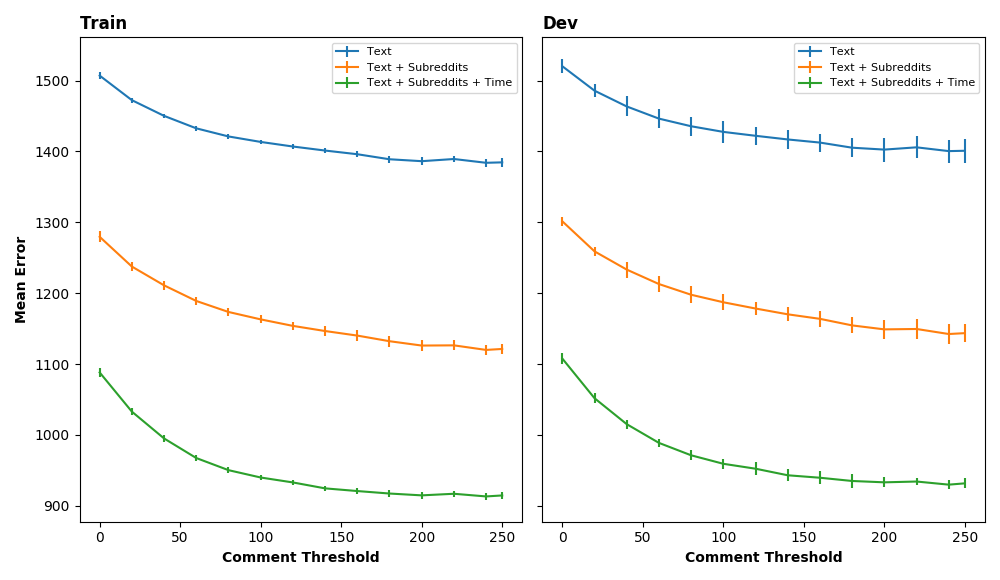 Train
Dev
Text
Text + Subreddits
Text + Subreddits + Time
Text
Text + Subreddits
Text + Subreddits + Time
Mean Error
1500
1400
1300
1200
1100
1000
900
0 50 100 150 200 250
0 50 100 150 200 250
Comment Threshold
Comment Threshold